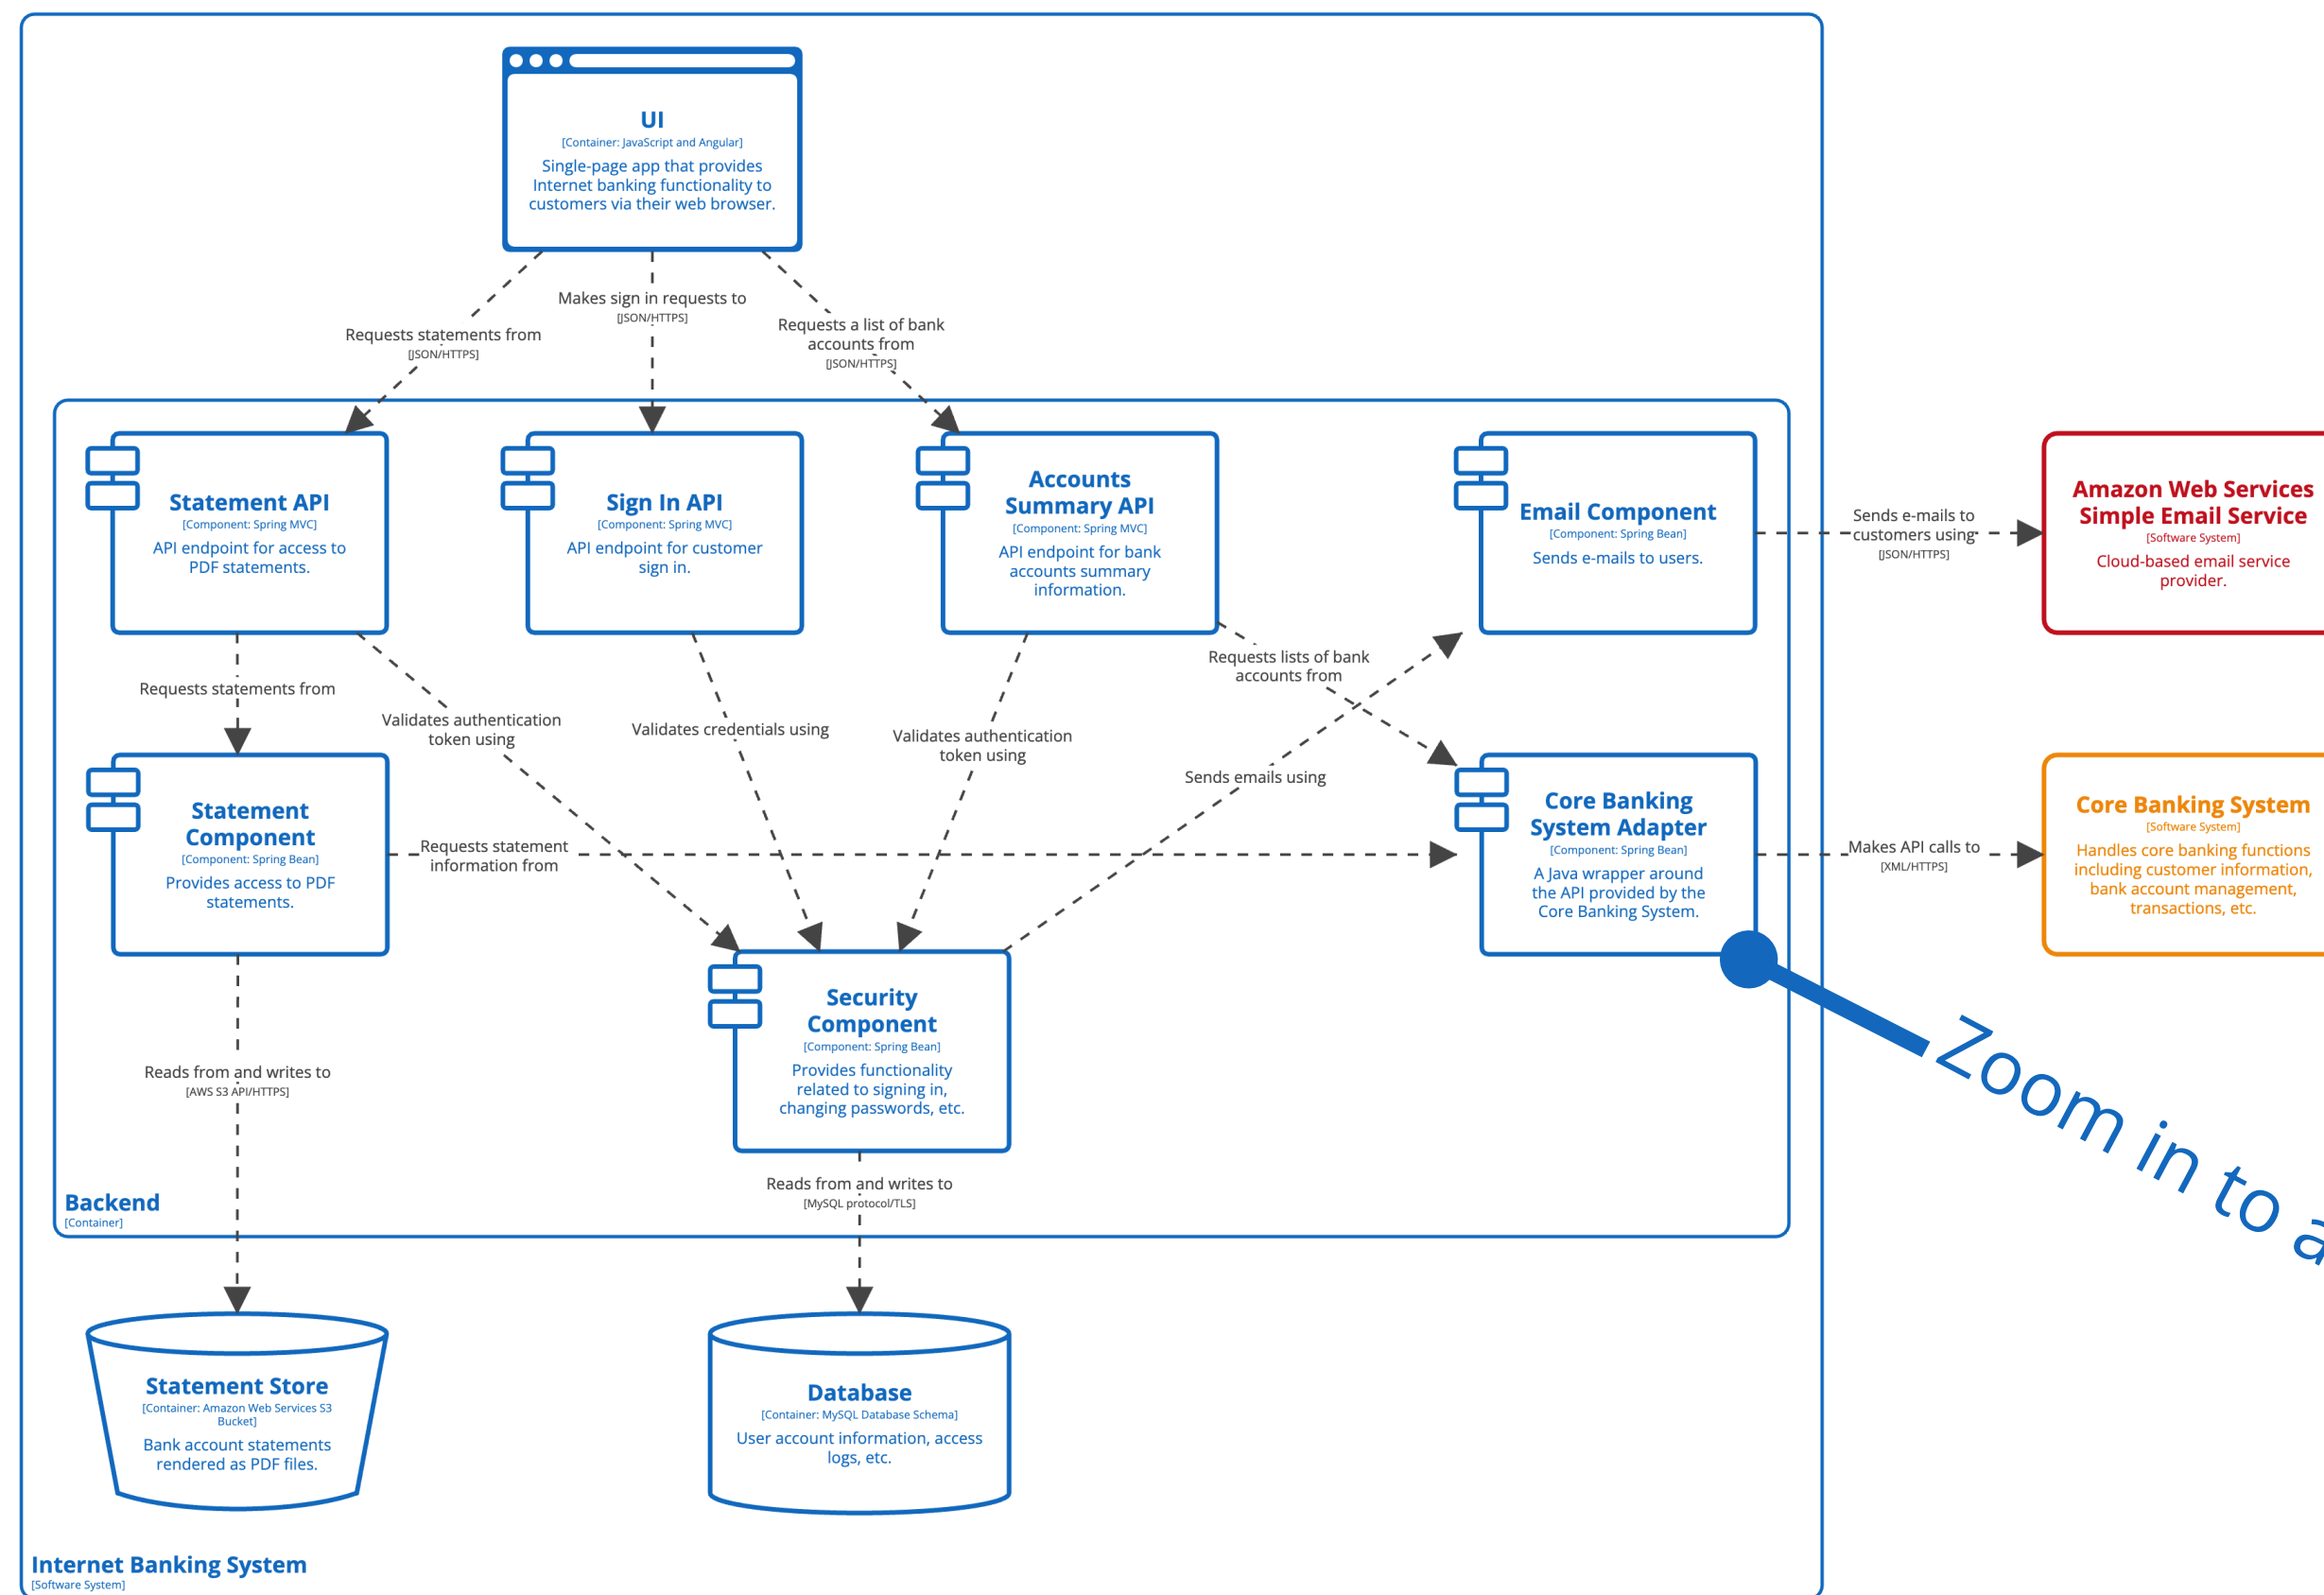 UI
[Container: JavaScript and Angular]
Single-page app that provides
Internet banking functionality to
customers via their web browser.
Requests statements from
[JSON/HTTPS]
Makes sign in requests to
[JSON/HTTPS]
Requests a list of bank
accounts from
[JSON/HTTPS]
Statement API
[Component: Spring MVC]
API endpoint for access to
PDF statements.
Sign In API
[Component: Spring MVC]
API endpoint for customer
sign in.
Accounts
Summary API
[Component: Spring MVC]
API endpoint for bank
accounts summary
information.
Email Component
[Component: Spring Bean]
Sends e-mails to users.
Sends e-mails to
customers using
[JSON/HTTPS]
Amazon Web Services
Simple Email Service
[Software System]
Cloud-based email service
provider.
Requests statements from
Validates authentication
token using
Validates credentials using
Validates authentication
token using
Requests lists of bank
accounts from
Sends emails using
Statement
Component
[Component: Spring Bean]
Provides access to PDF
statements.
Requests statement
information from
Core Banking
System Adapter
[Component: Spring Bean]
A Java wrapper around
the API provided by the
Core Banking System.
Makes API calls to
[XML/HTTPS]
Core Banking System
[Software System]
Handles core banking functions
including customer information,
bank account management,
transactions, etc.
Security
Component
[Component: Spring Bean]
Provides functionality
related to signing in,
changing passwords, etc.
Zoom in to a
Reads from and writes to
[AWS S3 API/HTTPS]
Reads from and writes to
[MySQL protocol/TLS]
Backend
[Container]
Statement Store
[Container: Amazon Web Services S3
Bucket]
Bank account statements
rendered as PDF files.
Database
[Container: MySQL Database Schema]
User account information, access
logs, etc.
Internet Banking System
[Software System]